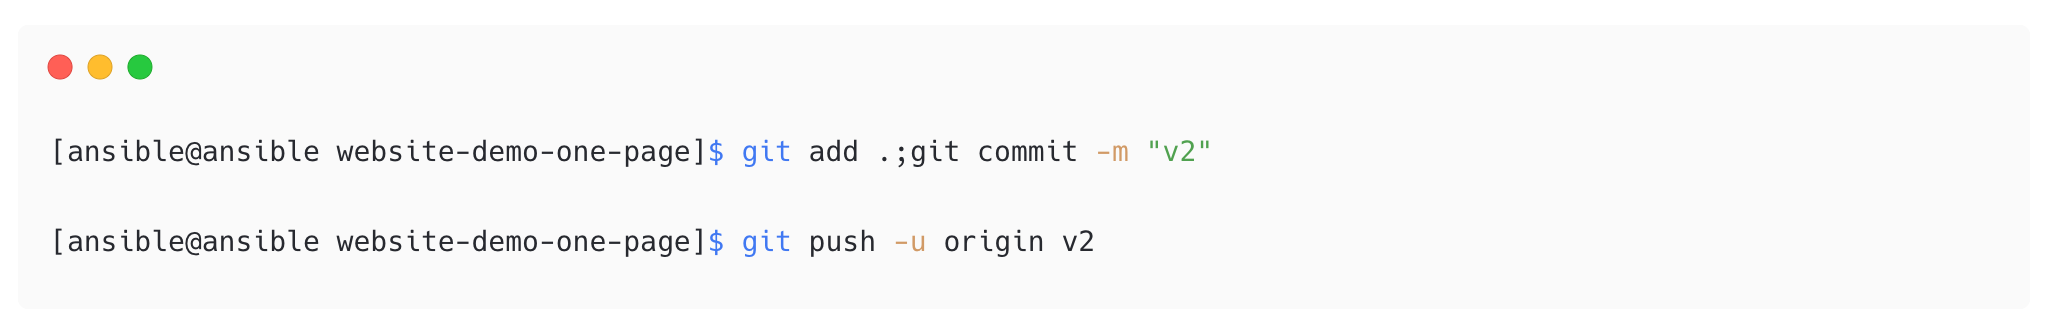 [ansible@ansible website-demo-one-page]$ git add .;git commit -m "v2"
[ansible@ansible website-demo-one-page]$ git push -u origin v2